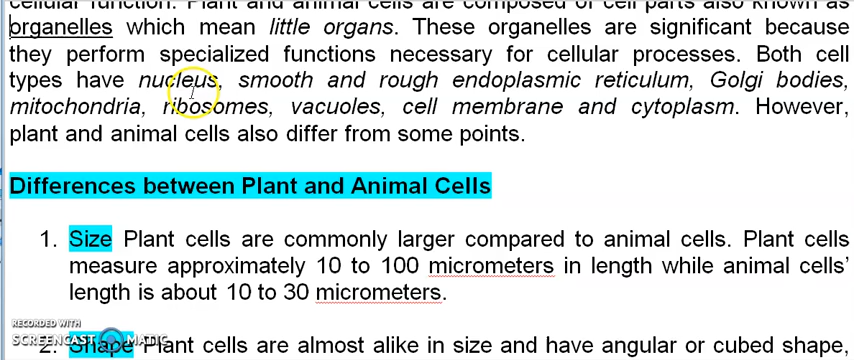 cellular function. Plant and animal cells are composed of cell parts also known as
organelles which mean little organs. These organelles are significant because
they perform specialized functions necessary for cellular processes. Both cell
types have nucleus, smooth and rough endoplasmic reticulum, Golgi bodies,
mitochondria, ribosomes, vacuoles, cell membrane and cytoplasm. However,
plant and animal cells also differ from some points.
Differences between Plant and Animal Cells
1. Size Plant cells are commonly larger compared to animal cells. Plant cells
measure approximately 10 to 100 micrometers in length while animal cells’
length is about 10 to 30 micrometers.
RECORDED WITH
SCREENCAST MATIC
2. Shape Plant cells are almost alike in size and have angular or cubed shape,